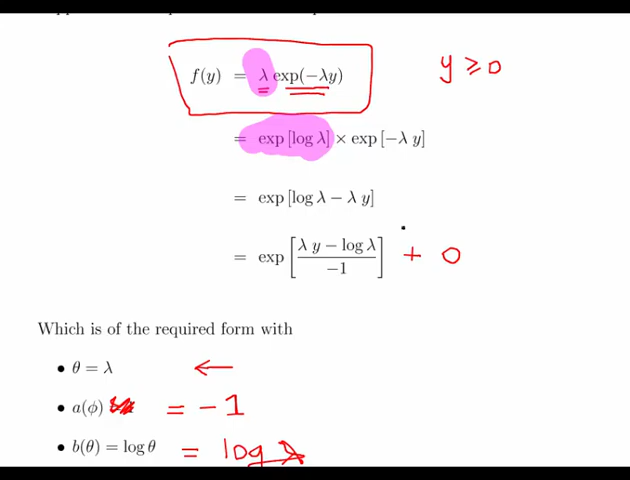 f(y) = λ exp(−λy) y ≥ 0
= exp [log λ] × exp [−λ y]
= exp [log λ − λ y]
= exp [λ y − log λ / −1] + 0
Which is of the required form with
• θ = λ ←
• a(ϕ) = −1
• b(θ) = log θ = log λ